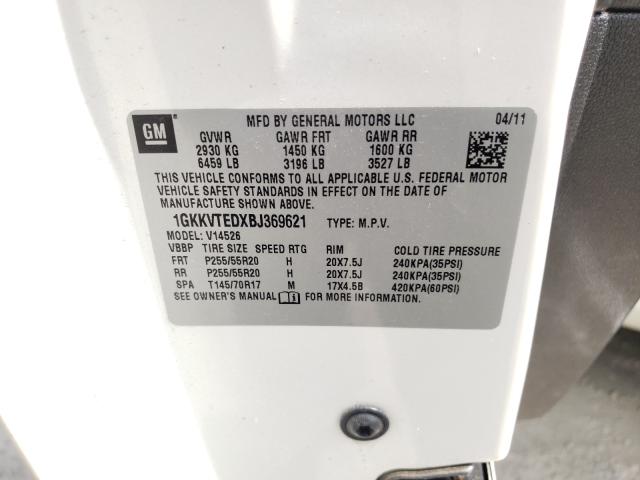 GM
MFD BY GENERAL MOTORS LLC 04/11
GVWR GAWR FRT GAWR RR
2930 KG 1450 KG 1600 KG
6459 LB 3196 LB 3527 LB
THIS VEHICLE CONFORMS TO ALL APPLICABLE U.S. FEDERAL MOTOR
VEHICLE SAFETY STANDARDS IN EFFECT ON THE DATE OF
MANUFACTURE SHOWN ABOVE.
1GKKVTEDXBJ369621 TYPE: M.P.V.
MODEL: V14526
VBBP TIRE SIZE SPEED RTG RIM COLD TIRE PRESSURE
FRT P255/55R20 H 20X7.5J 240KPA(35PSI)
RR P255/55R20 H 20X7.5J 240KPA(35PSI)
SPA T145/70R17 M 17X4.5B 420KPA(60PSI)
SEE OWNER'S MANUAL FOR MORE INFORMATION.